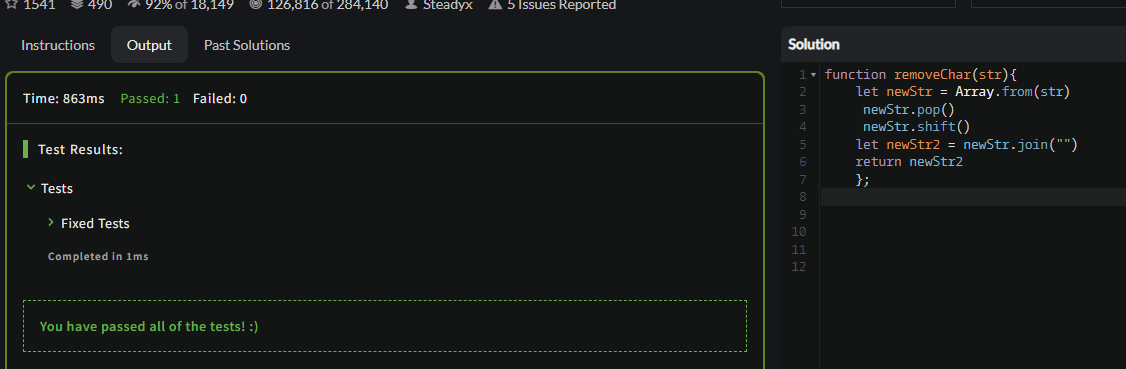 1541 490 92% of 18,149 126,816 of 284,140 Steadyx 5 Issues Reported
Instructions Output Past Solutions
Time: 863ms Passed: 1 Failed: 0
Test Results:
Tests
Fixed Tests
Completed in 1ms
You have passed all of the tests! :)
Solution
1 function removeChar(str){
2 let newStr = Array.from(str)
3 newStr.pop()
4 newStr.shift()
5 let newStr2 = newStr.join("")
6 return newStr2
7 };
8
9
10
11
12